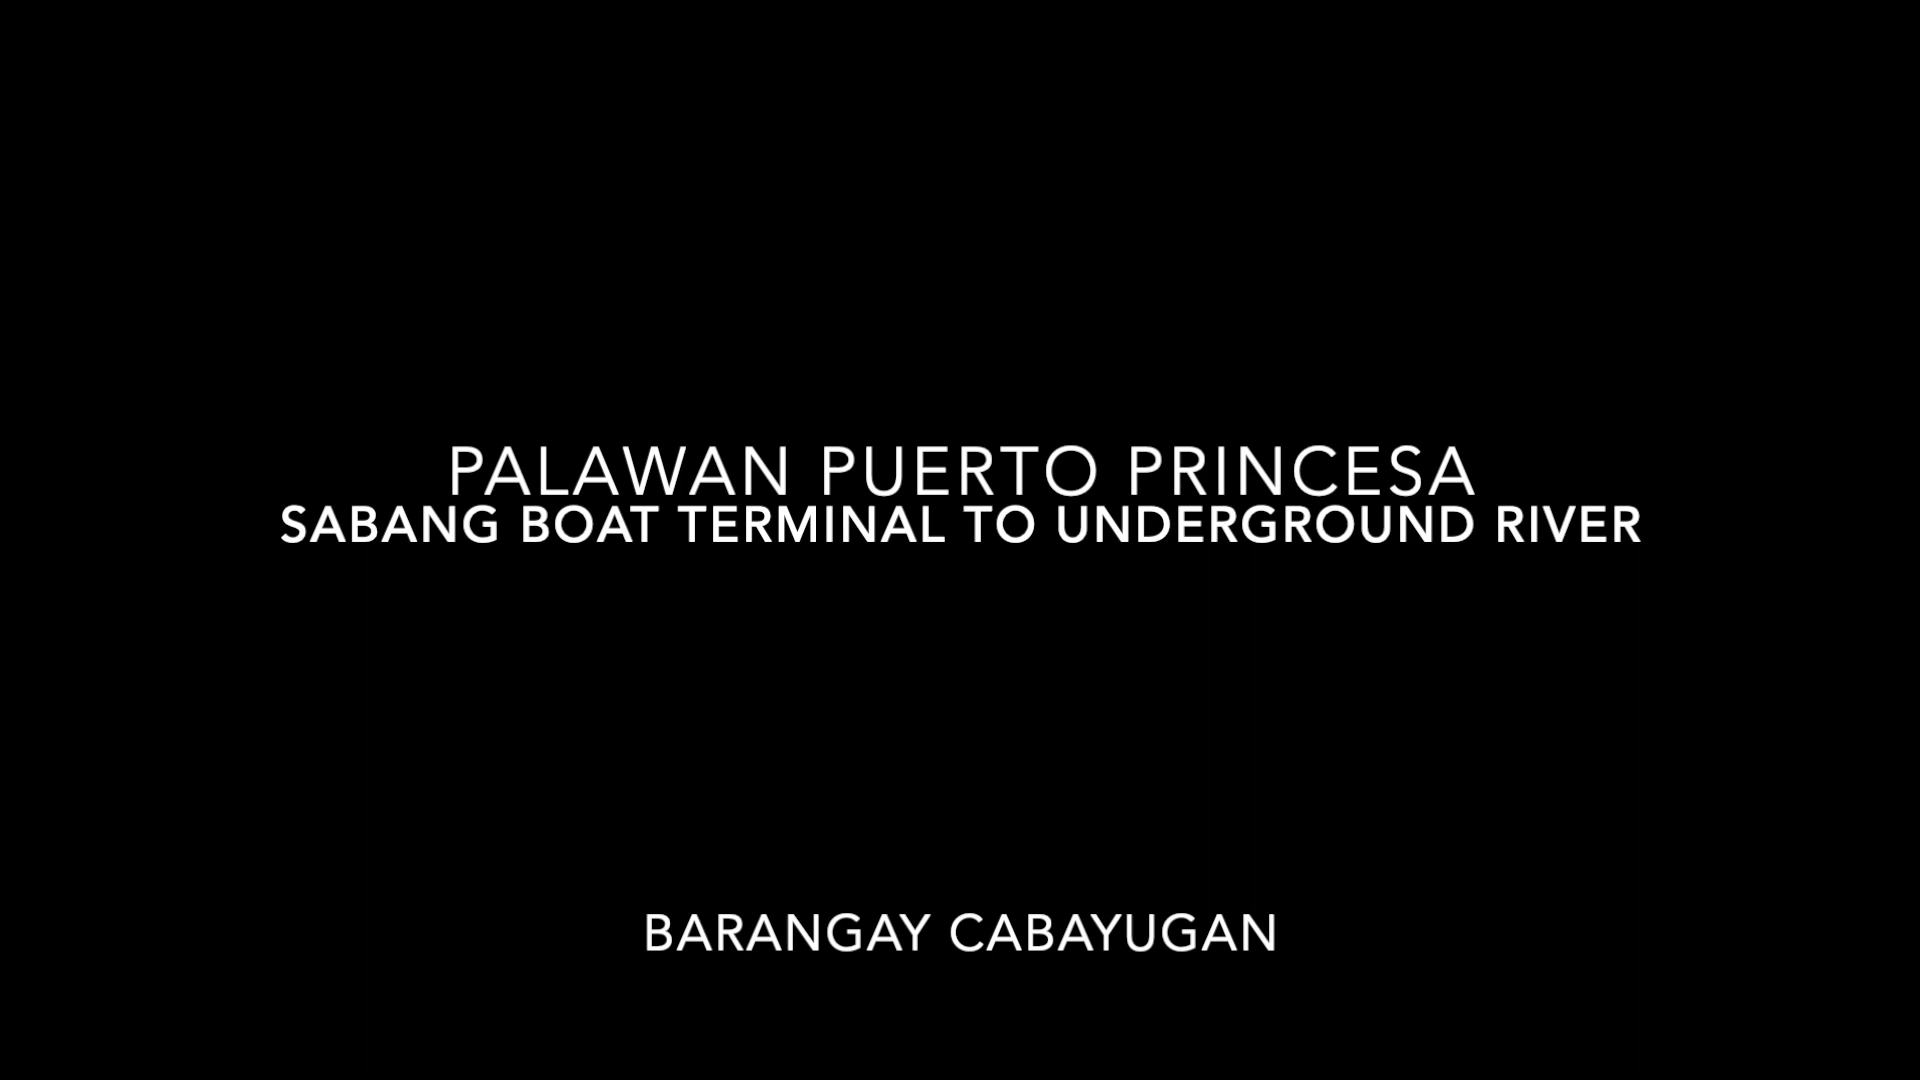 PALAWAN PUERTO PRINCESA
SABANG BOAT TERMINAL TO UNDERGROUND RIVER
BARANGAY CABAYUGAN